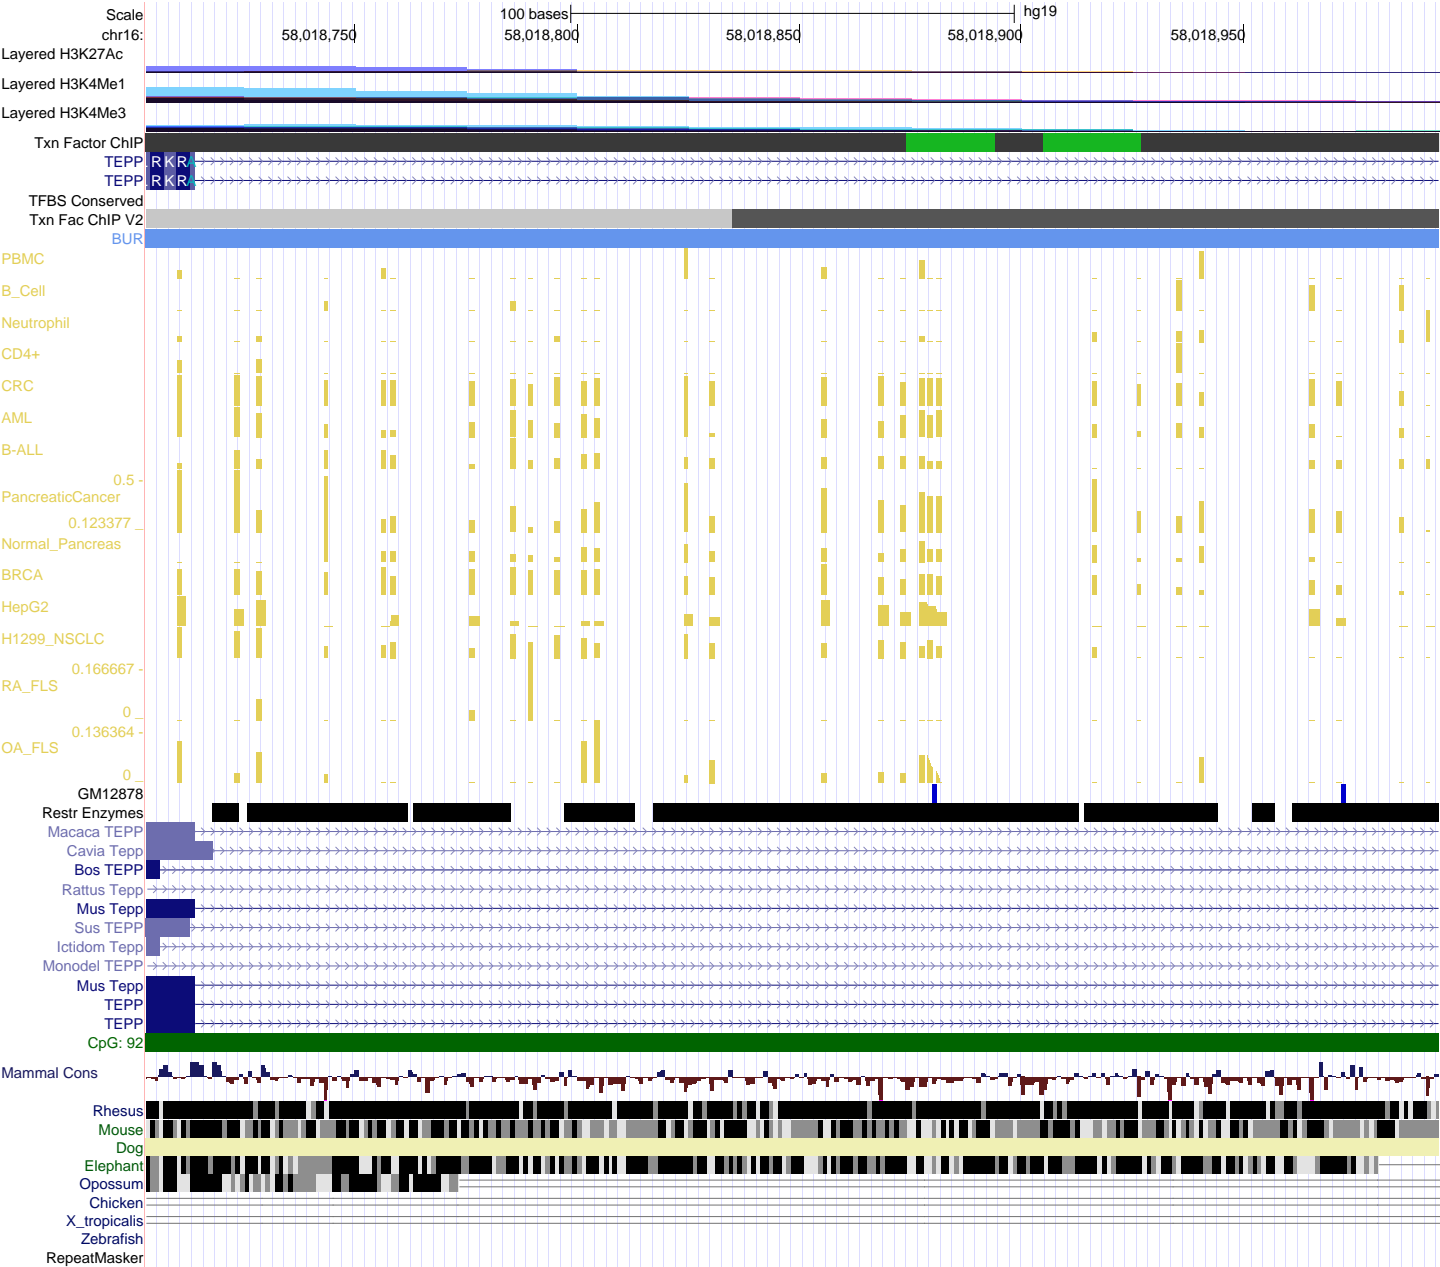 Scale 100 bases hg19
chr16: 58,018,750 58,018,800 58,018,850 58,018,900 58,018,950
Layered H3K27Ac
Layered H3K4Me1
Layered H3K4Me3
Txn Factor ChIP
TEPP R K R A
TEPP R K R A
TFBS Conserved
Txn Fac ChIP V2
BUR
PBMC
B_Cell
Neutrophil
CD4+
CRC
AML
B-ALL
0.5 -
PancreaticCancer
0.123377 _
Normal_Pancreas
BRCA
HepG2
H1299_NSCLC
0.166667 -
RA_FLS
0 _
0.136364 -
OA_FLS
0 _
GM12878
Restr Enzymes
Macaca TEPP
Cavia Tepp
Bos TEPP
Rattus Tepp
Mus Tepp
Sus TEPP
Ictidom Tepp
Monodel TEPP
Mus Tepp
TEPP
TEPP
CpG: 92
Mammal Cons
Rhesus
Mouse
Dog
Elephant
Opossum
Chicken
X_tropicalis
Zebrafish
RepeatMasker